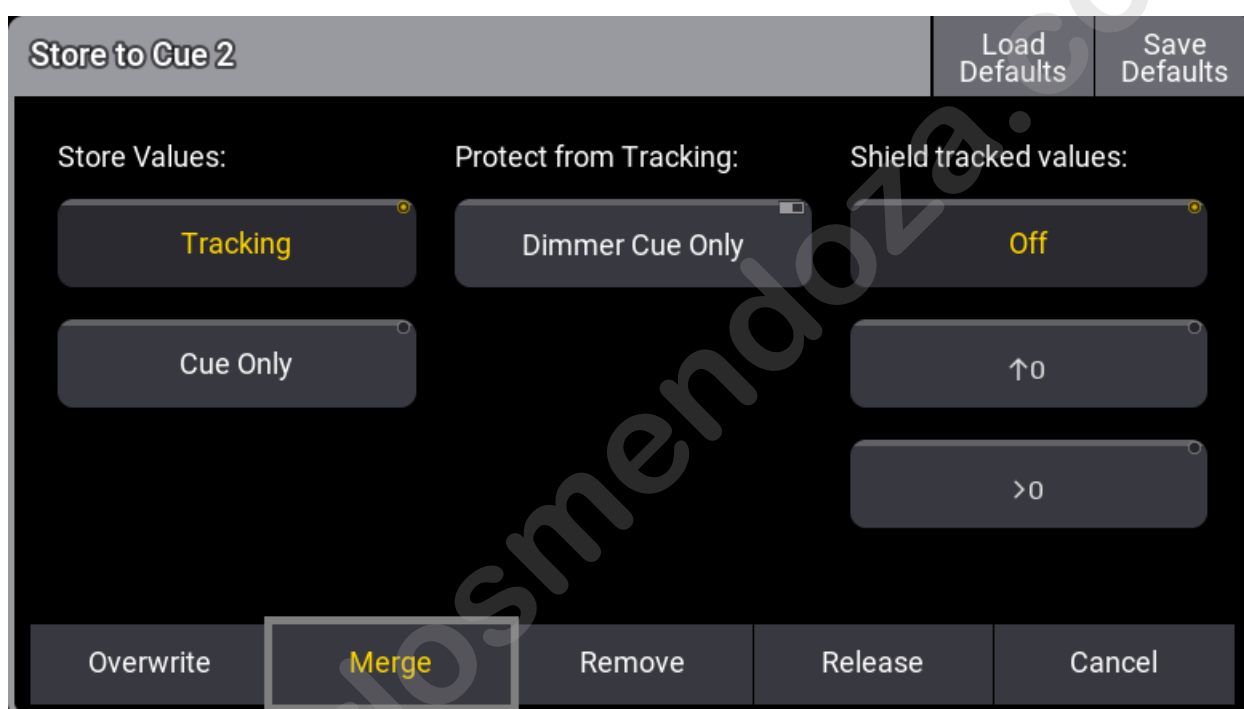 Store to Cue 2
Load Defaults
Save Defaults
Store Values:
Protect from Tracking:
Shield tracked values:
Tracking
Dimmer Cue Only
Off
Cue Only
↑0
>0
Overwrite
Merge
Remove
Release
Cancel